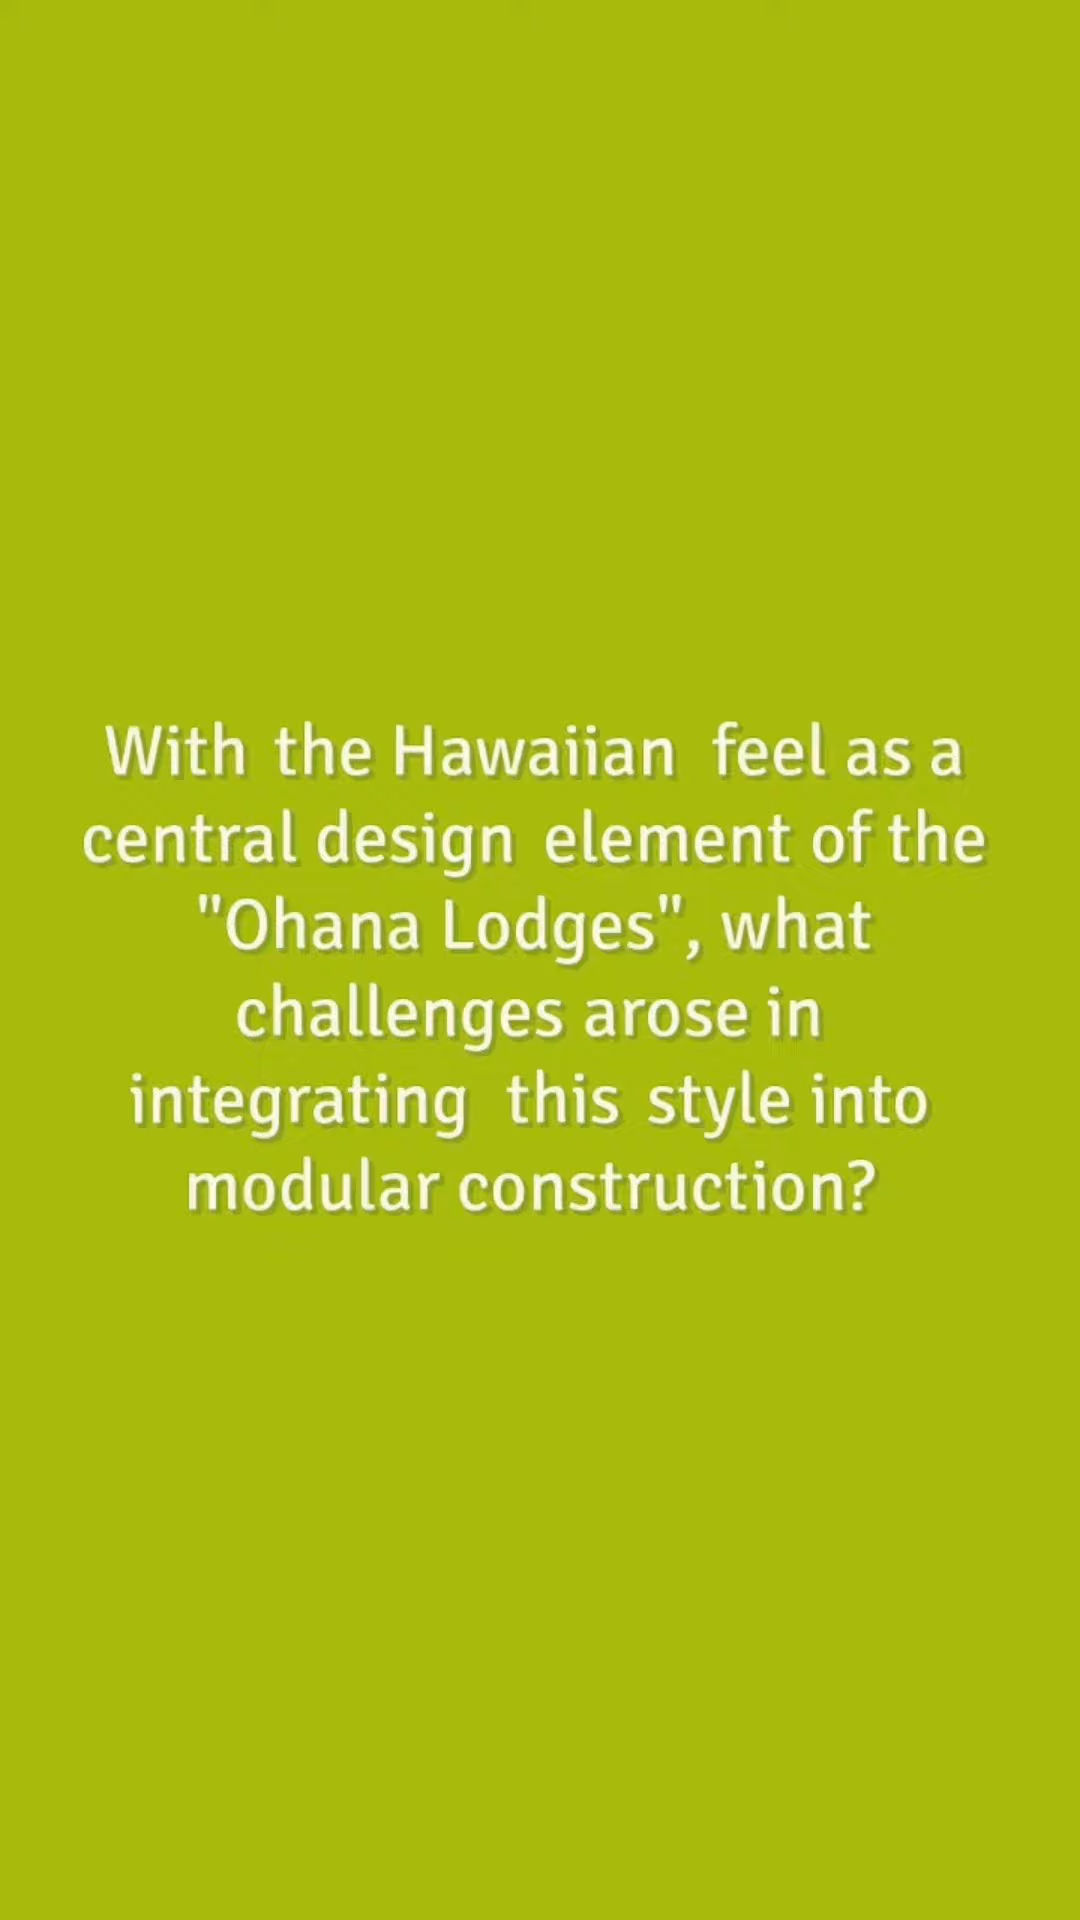 With the Hawaiian feel as a
central design element of the
"Ohana Lodges", what
challenges arose in
integrating this style into
modular construction?